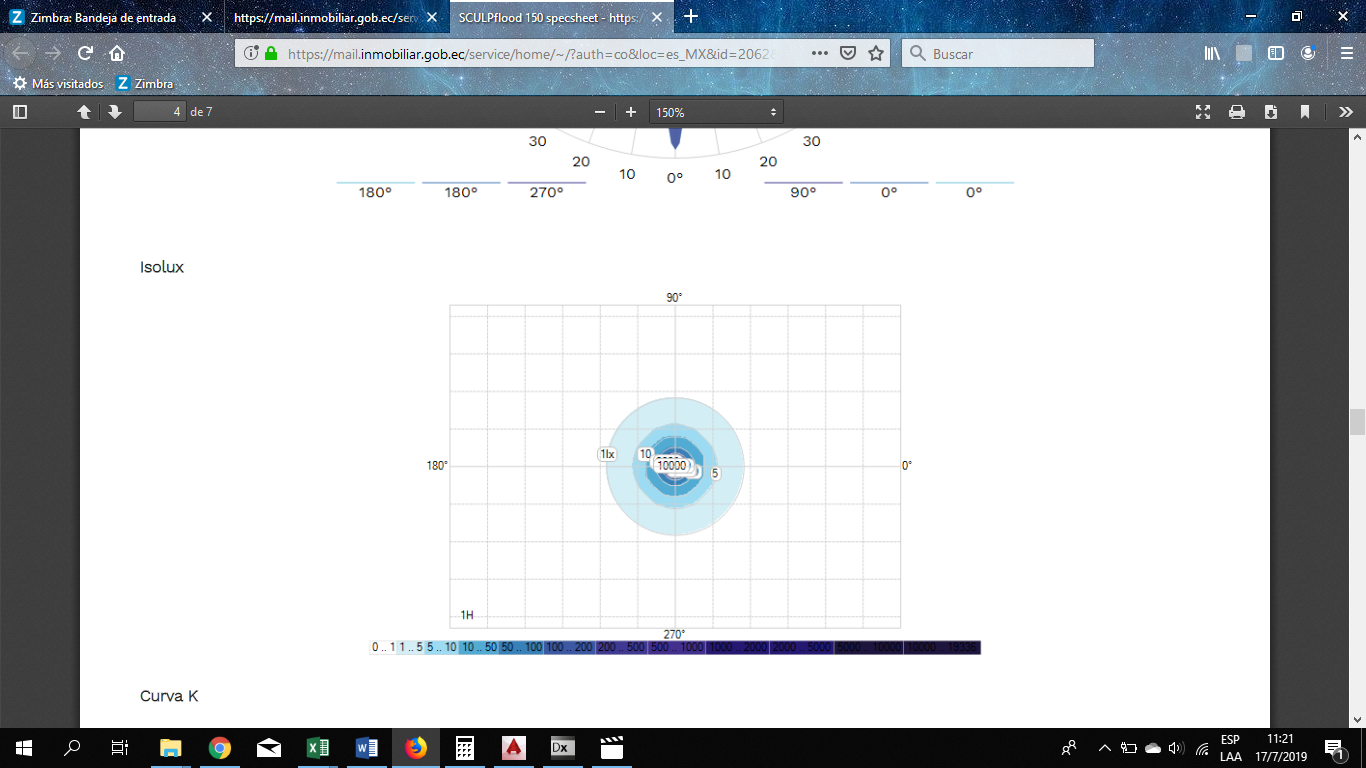 Zimbra: Bandeja de entrada
https://mail.inmobiliar.gob.ec/ser
SCULPflood 150 specsheet - https:/
https://mail.inmobiliar.gob.ec/service/home/~/?auth=co&loc=es_MX&id=2062
Buscar
Más visitados
Zimbra
4 de 7
150%
30 30
20 20
10 0° 10
180° 180° 270° 90° 0° 0°
Isolux
90°
1lx 10 10000 5
180° 0°
1H
270°
0 .. 1 1 .. 5 5 .. 10 10 .. 50 50 .. 100 100 .. 200 200 .. 500 500 .. 1000 1000 .. 2000 2000 .. 5000 5000 .. 10000 10000 .. 19336
Curva K
Dx
ESP
LAA
11:21
17/7/2019
1